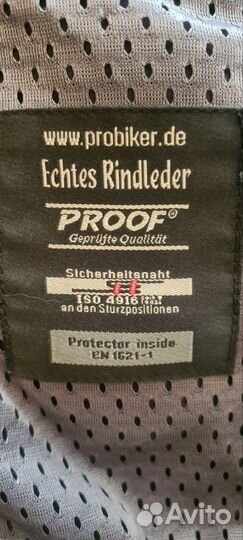 www.probiker.de
Echtes Rindleder
PROOF®
Geprüfte Qualität
Sicherheitsnaht
ISO 4916
an den Sturzpositionen
Protector inside
EN 1621-1
Avito